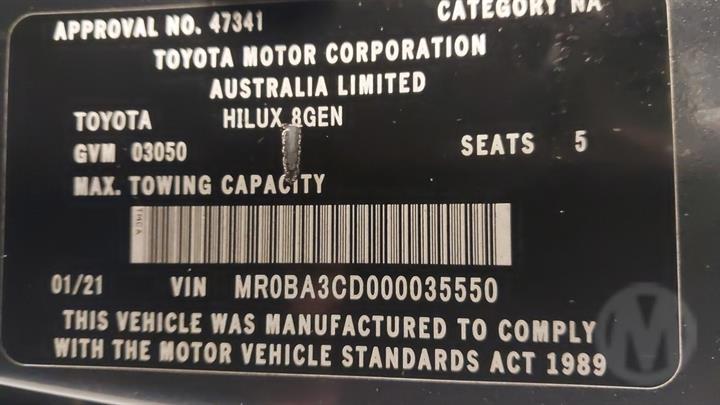 APPROVAL NO. 47341 CATEGORY NA
TOYOTA MOTOR CORPORATION
AUSTRALIA LIMITED
TOYOTA HILUX 8GEN
GVM 03050 SEATS 5
MAX. TOWING CAPACITY
TMCA
01/21 VIN MR0BA3CD000035550
THIS VEHICLE WAS MANUFACTURED TO COMPLY
WITH THE MOTOR VEHICLE STANDARDS ACT 1989
M